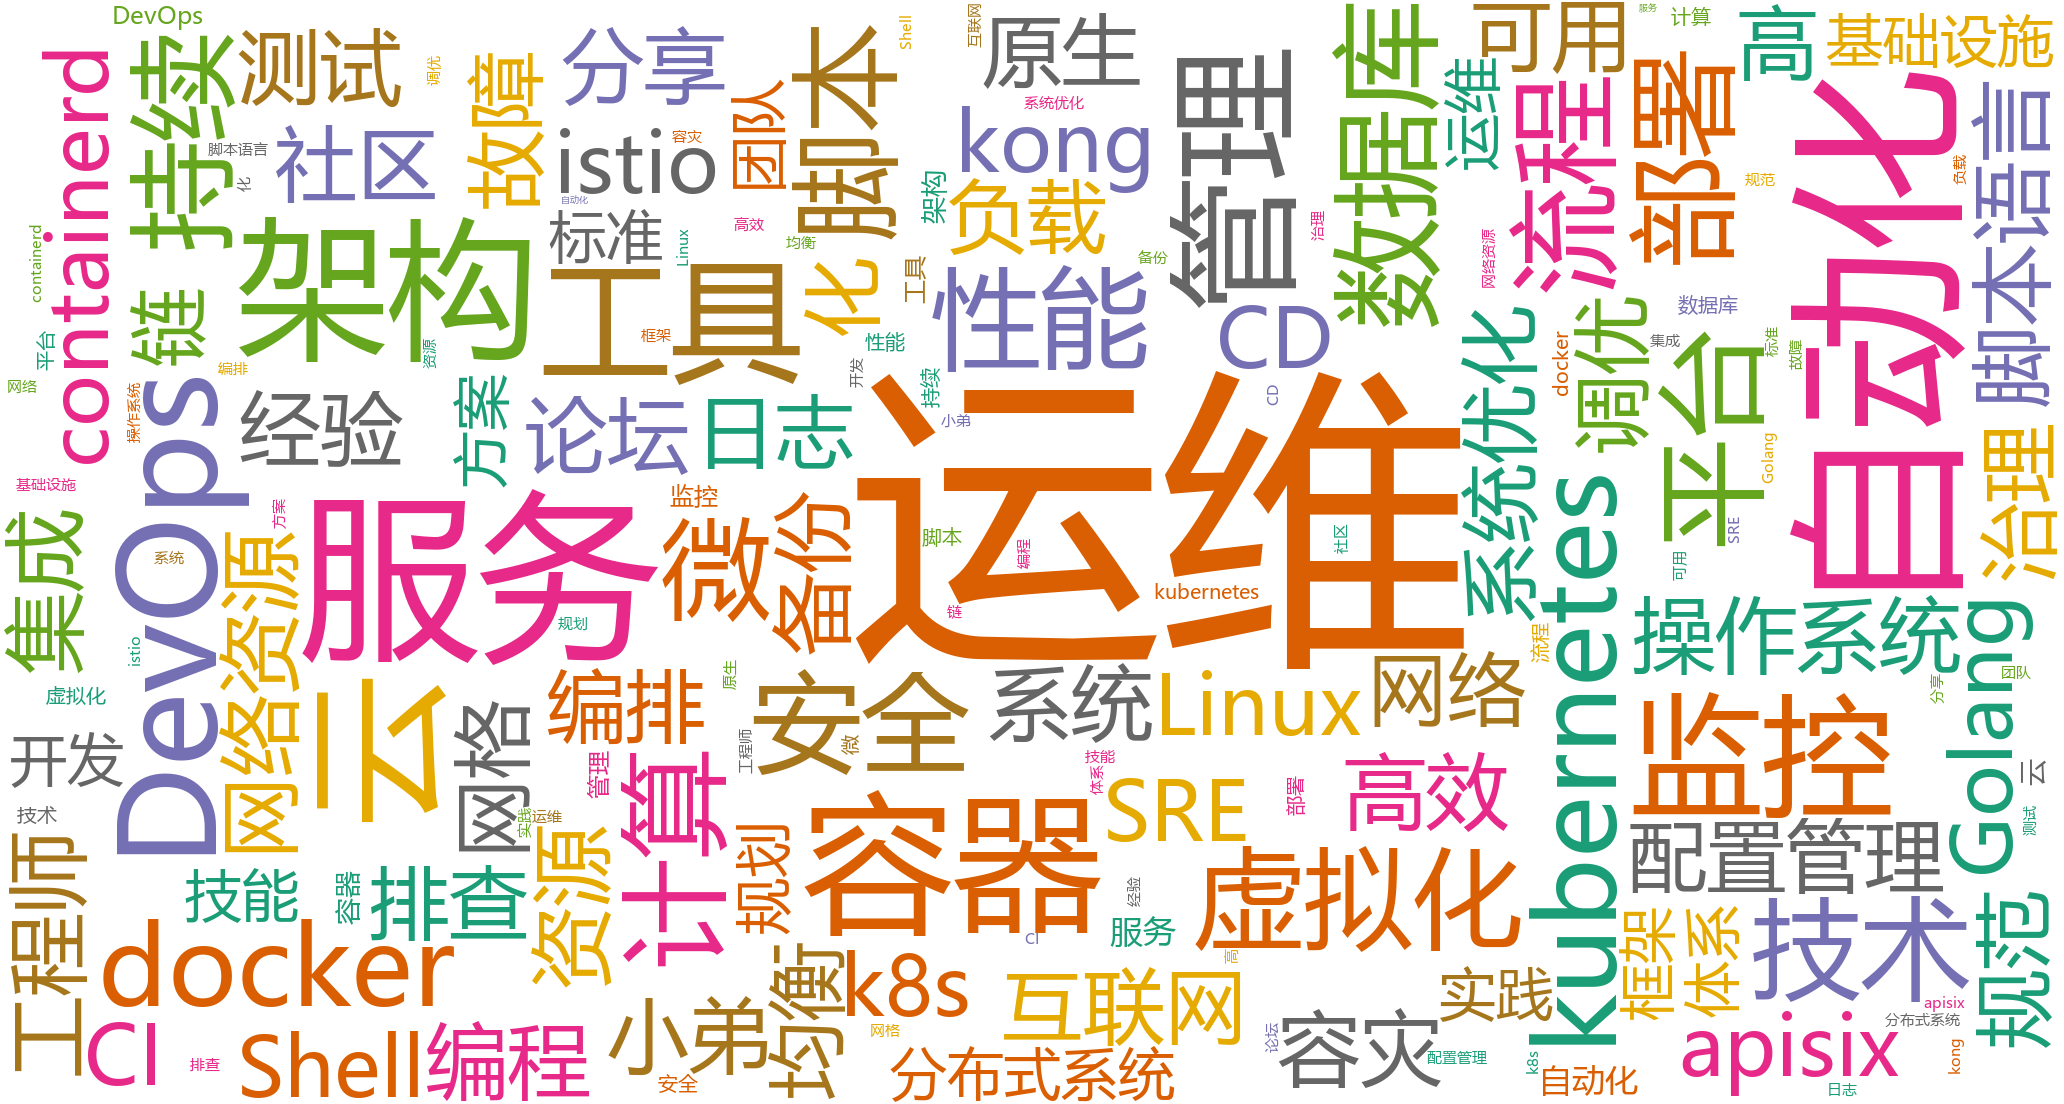 DevOps
containerd
持续
测试
调优
故障
分享
脚本
Shell
互联网
原生
管理
数据库
运维
可用
服务
计算
高
基础设施
脚本语言
化
社区
istio
容灾
团队
系统优化
kong
流程
部署
自动化
负载
脚本语言
规范
架构
负载
治理
网络资源
标准
自动化
高效
Linux
均衡
工具
备份
containerd
链
架构
工具
化
性能
CD
数据库
集成
标准
故障
平台
编排
资源
框架
性能
开发
持续
小弟
CD
系统优化
docker
调优
平台
Golang
网络
操作系统
DevOps
经验
方案
论坛
日志
运维
治理
基础设施
方案
监控
脚本
编程
社区
SRE
可用
集成
系统
网络资源
服务
微
备份
链
kubernetes
kubernetes
流程
操作系统
Golang
istio
规划
虚拟化
云
网格
编排
原生
安全
微
系统
Linux
网络
分享
团队
开发
工程师
管理
计算
技能
体系
SRE
部署
高效
监控
云
技术
实践
运维
测试
工程师
技能
容器
排查
资源
规划
容器
经验
服务
虚拟化
配置管理
docker
CI
高
框架
体系
技术
规范
均衡
k8s
互联网
实践
apisix
分布式系统
CI
排查
Shell
编程
小弟
安全
网格
分布式系统
论坛
容灾
配置管理
k8s
自动化
apisix
日志
kong